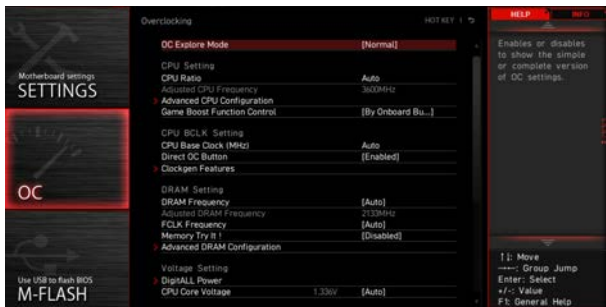 Motherboard settings
SETTINGS
OC
Use USB to flash BIOS
M-FLASH
Overclocking
HOT KEY
OC Explore Mode [Normal]
CPU Setting
CPU Ratio Auto
Adjusted CPU Frequency 3600MHz
Advanced CPU Configuration
Game Boost Function Control [By Onboard Bu...]
CPU BCLK Setting
CPU Base Clock (MHz) Auto
Direct OC Button [Enabled]
Clockgen Features
DRAM Setting
DRAM Frequency [Auto]
Adjusted DRAM Frequency 2133MHz
FCLK Frequency [Auto]
Memory Try It ! [Disabled]
Advanced DRAM Configuration
Voltage Setting
DigitALL Power
CPU Core Voltage 1.336V [Auto]
HELP INFO
Enables or disables
to show the simple
or complete version
of OC settings.
↑↓: Move
→←: Group Jump
Enter: Select
+/-: Value
F1: General Help